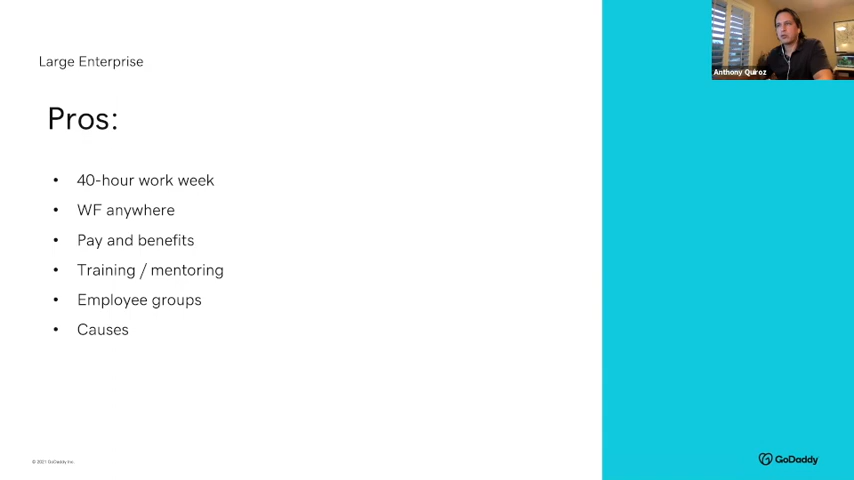 Large Enterprise
Pros:
• 40-hour work week
• WF anywhere
• Pay and benefits
• Training / mentoring
• Employee groups
• Causes
Anthony Quiroz
© 2021 GoDaddy Inc.
GoDaddy